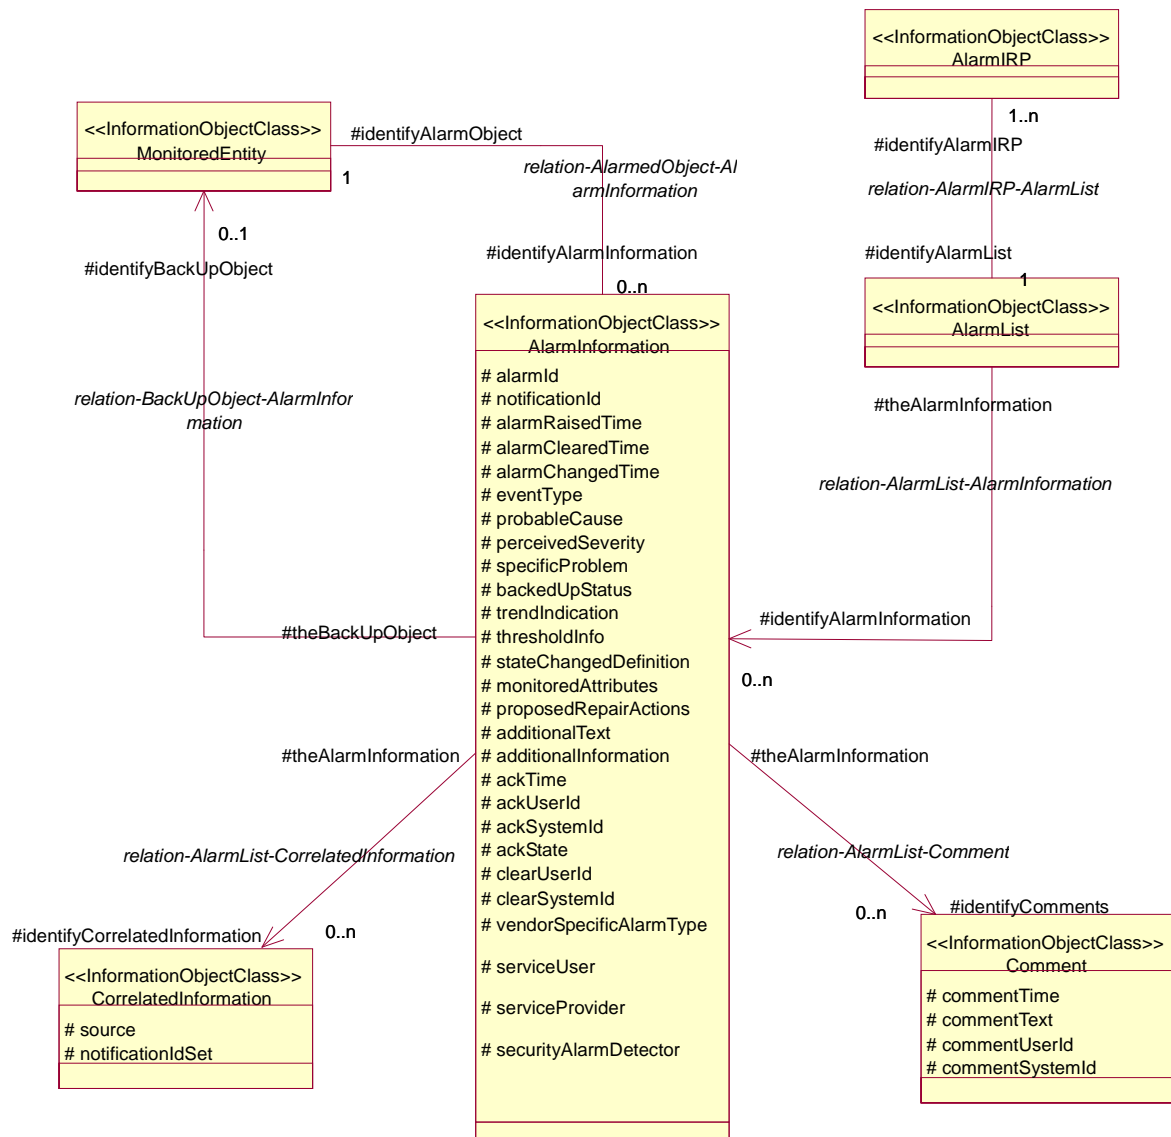 <<InformationObjectClass>>
AlarmIRP
1..n
#identifyAlarmIRP
relation-AlarmIRP-AlarmList
#identifyAlarmList
1
<<InformationObjectClass>>
AlarmList
#theAlarmInformation
relation-AlarmList-AlarmInformation
#identifyAlarmInformation
0..n
<<InformationObjectClass>>
MonitoredEntity
#identifyAlarmObject
1
relation-AlarmedObject-Al
armInformation
#identifyAlarmInformation
0..n
0..1
#identifyBackUpObject
relation-BackUpObject-AlarmInfor
mation
#theBackUpObject
<<InformationObjectClass>>
AlarmInformation
# alarmId
# notificationId
# alarmRaisedTime
# alarmClearedTime
# alarmChangedTime
# eventType
# probableCause
# perceivedSeverity
# specificProblem
# backedUpStatus
# trendIndication
# thresholdInfo
# stateChangedDefinition
# monitoredAttributes
# proposedRepairActions
# additionalText
# additionalInformation
# ackTime
# ackUserId
# ackSystemId
# ackState
# clearUserId
# clearSystemId
# vendorSpecificAlarmType
# serviceUser
# serviceProvider
# securityAlarmDetector
#theAlarmInformation
relation-AlarmList-CorrelatedInformation
#identifyCorrelatedInformation
0..n
<<InformationObjectClass>>
CorrelatedInformation
# source
# notificationIdSet
#theAlarmInformation
relation-AlarmList-Comment
0..n
#identifyComments
<<InformationObjectClass>>
Comment
# commentTime
# commentText
# commentUserId
# commentSystemId